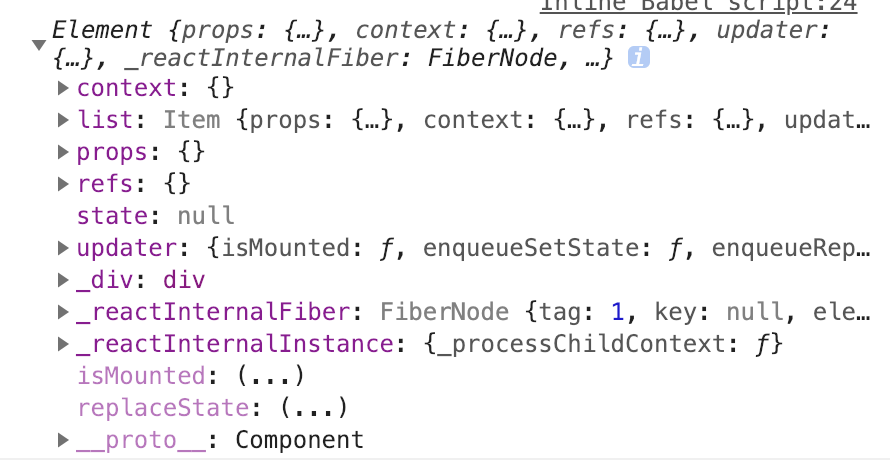 Inline Babel script:24
Element {props: {…}, context: {…}, refs: {…}, updater:
{…}, _reactInternalFiber: FiberNode, …} i
context: {}
list: Item {props: {…}, context: {…}, refs: {…}, updat…
props: {}
refs: {}
state: null
updater: {isMounted: ƒ, enqueueSetState: ƒ, enqueueRep…
_div: div
_reactInternalFiber: FiberNode {tag: 1, key: null, ele…
_reactInternalInstance: {_processChildContext: ƒ}
isMounted: (...)
replaceState: (...)
__proto__: Component